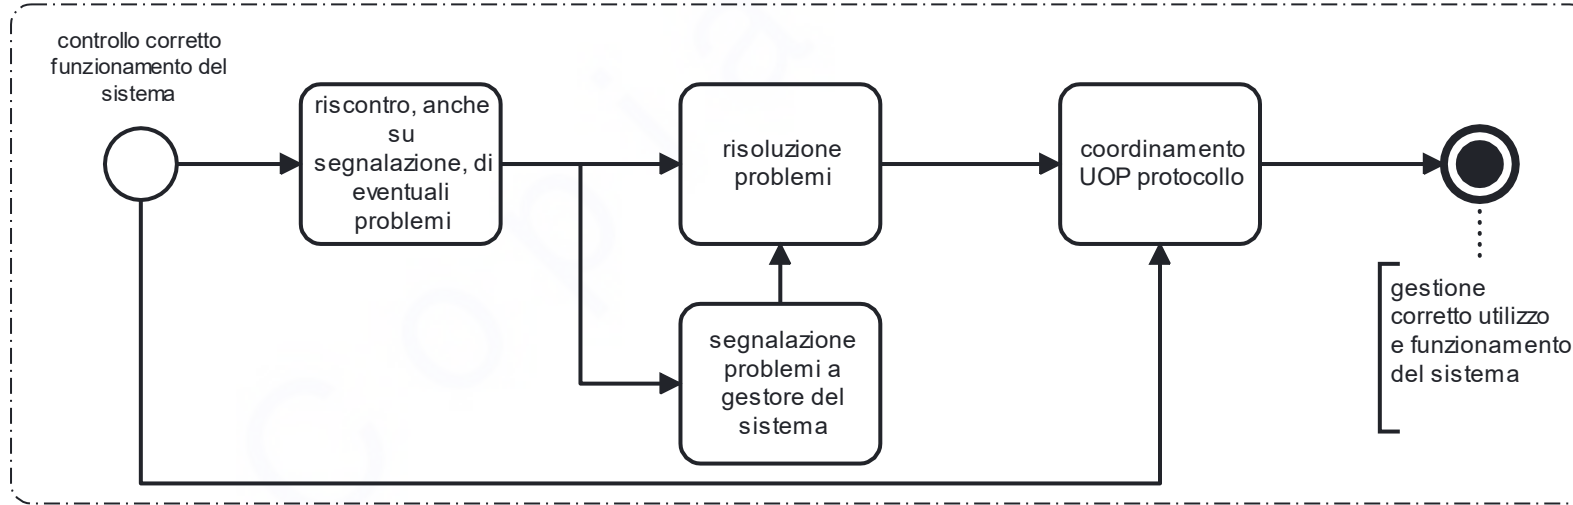 controllo corretto
funzionamento del
sistema
riscontro, anche
su
segnalazione, di
eventuali
problemi
risoluzione
problemi
coordinamento
UOP protocollo
segnalazione
problemi a
gestore del
sistema
gestione
corretto utilizzo
e funzionamento
del sistema
Copia